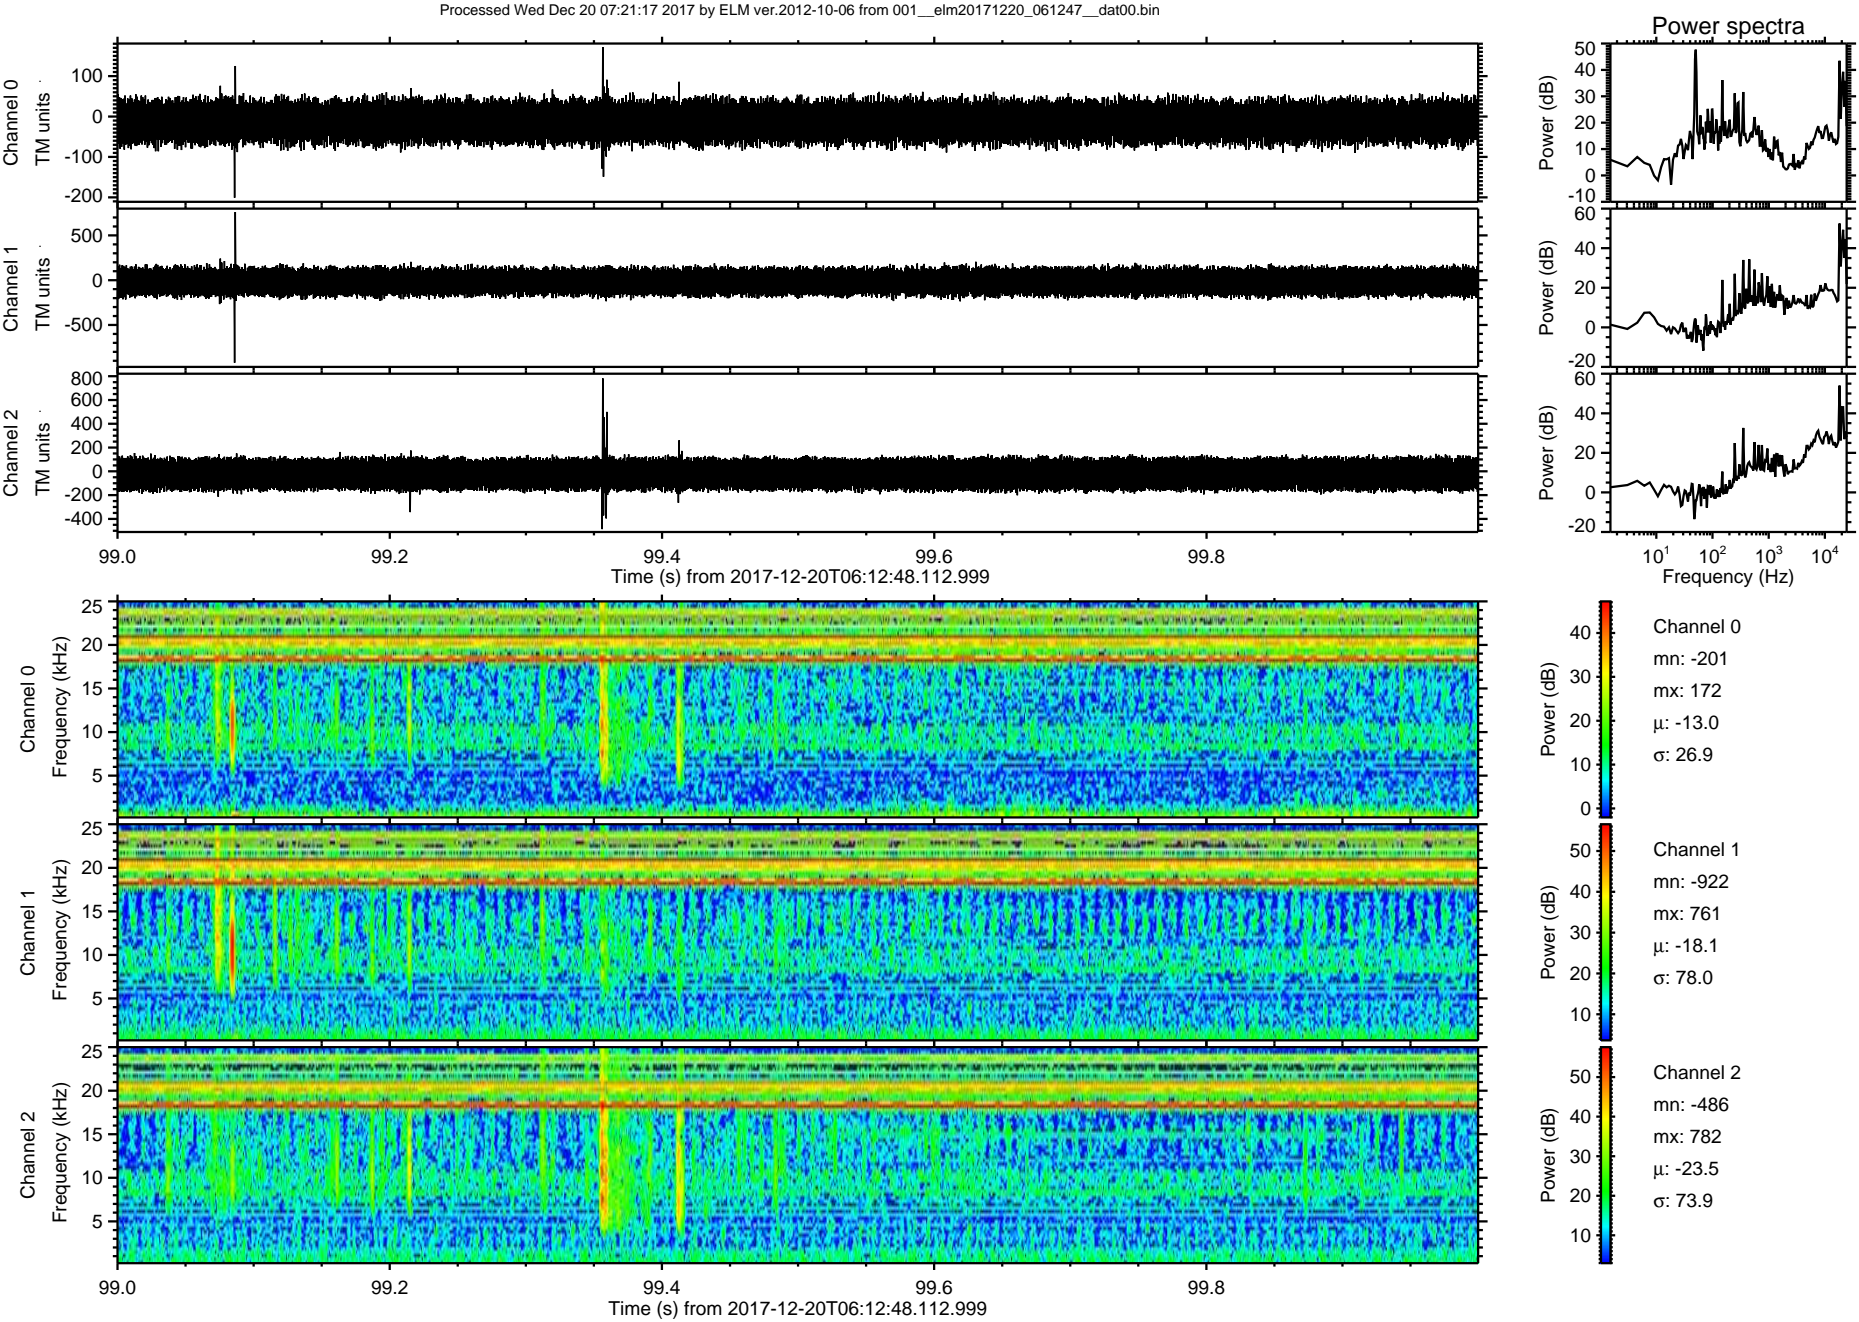 Processed Wed Dec 20 07:21:17 2017 by ELM ver.2012-10-06 from 001__elm20171220_061247__dat00.bin
Power spectra
Channel 0
TM units
100
0
-100
-200
Power (dB)
50
40
30
20
10
0
-10
Channel 1
TM units
500
0
-500
Power (dB)
60
40
20
0
-20
Channel 2
TM units
800
600
400
200
0
-200
-400
Power (dB)
60
40
20
0
-20
99.0 99.2 99.4 99.6 99.8
Time (s) from 2017-12-20T06:12:48.112.999
10^1 10^2 10^3 10^4
Frequency (Hz)
Channel 0
Frequency (kHz)
25
20
15
10
5
Power (dB)
40
30
20
10
0
Channel 0
mn: -201
mx: 172
μ: -13.0
σ: 26.9
Channel 1
Frequency (kHz)
25
20
15
10
5
Power (dB)
50
40
30
20
10
Channel 1
mn: -922
mx: 761
μ: -18.1
σ: 78.0
Channel 2
Frequency (kHz)
25
20
15
10
5
Power (dB)
50
40
30
20
10
Channel 2
mn: -486
mx: 782
μ: -23.5
σ: 73.9
99.0 99.2 99.4 99.6 99.8
Time (s) from 2017-12-20T06:12:48.112.999